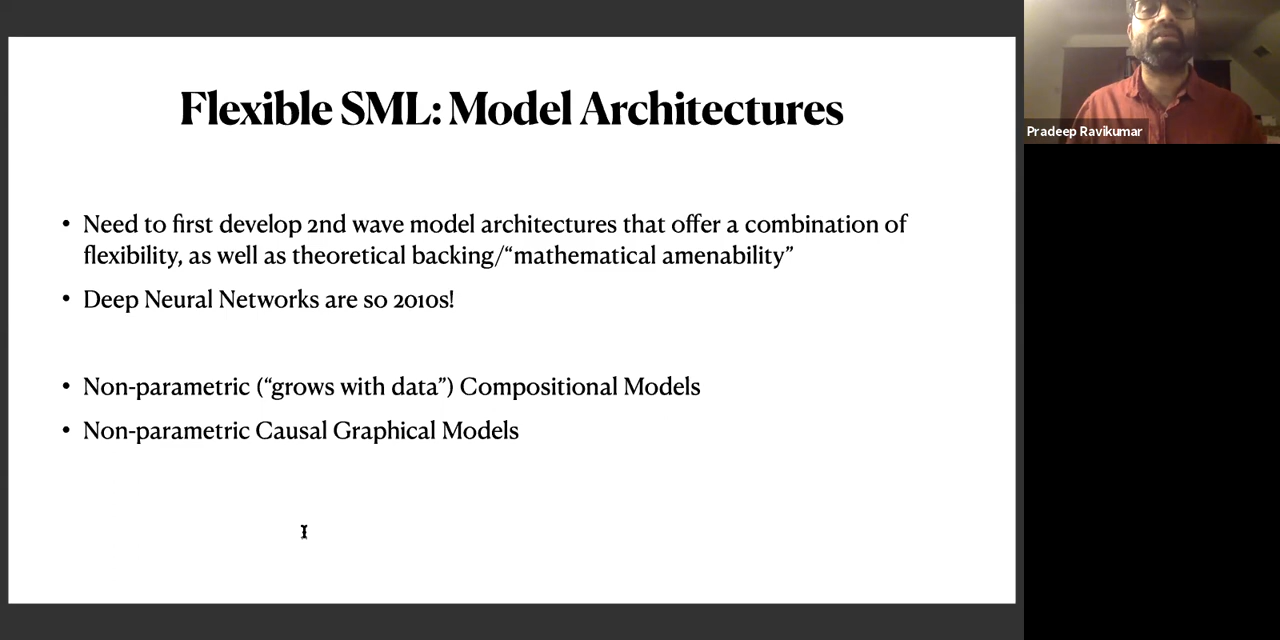 Flexible SML: Model Architectures
• Need to first develop 2nd wave model architectures that offer a combination of
flexibility, as well as theoretical backing/“mathematical amenability”
• Deep Neural Networks are so 2010s!
• Non-parametric (“grows with data”) Compositional Models
• Non-parametric Causal Graphical Models
Pradeep Ravikumar